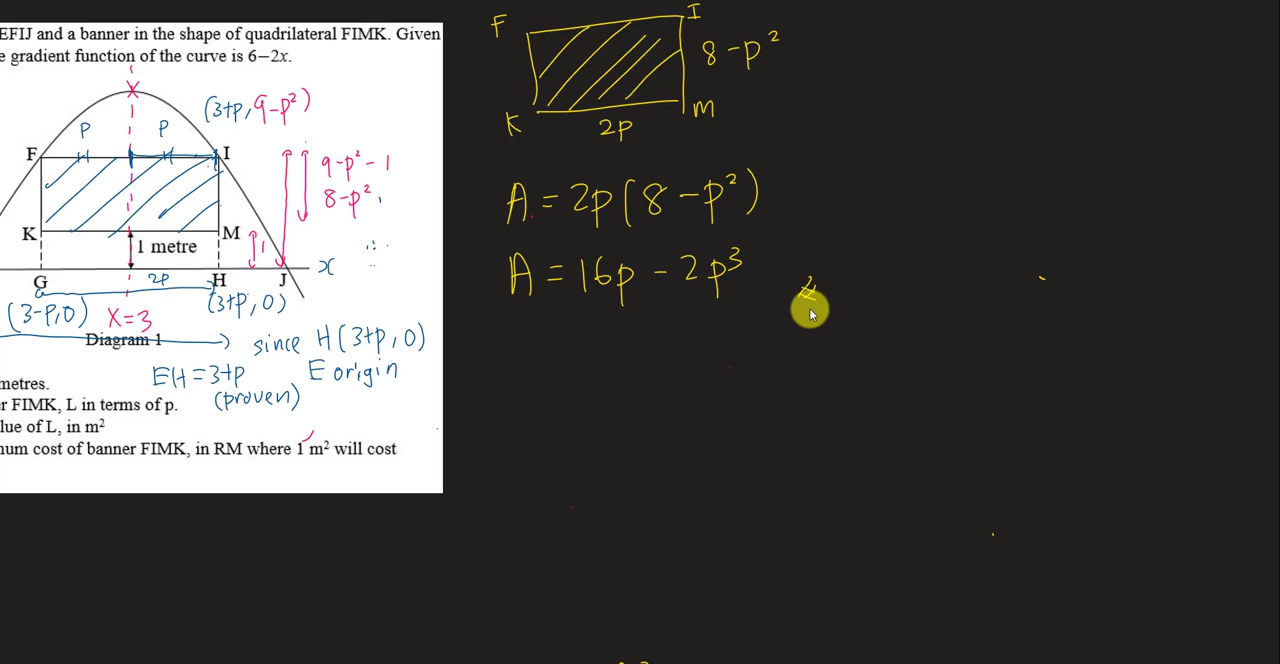 EFIJ and a banner in the shape of quadrilateral FIMK. Given
e gradient function of the curve is 6−2x.
(3+p, 9-p²)
P P
F I
9-p²-1
8-p²
K M
1 metre
1
x
G 2p H J
(3-p,0) x=3 (3+p,0)
Diagram 1
since H(3+p,0)
EH=3+p E origin
(proven)
metres.
r FIMK, L in terms of p.
lue of L, in m²
num cost of banner FIMK, in RM where 1 m² will cost
F I
8-p²
K M
2p
A = 2p(8-p²)
A = 16p - 2p³